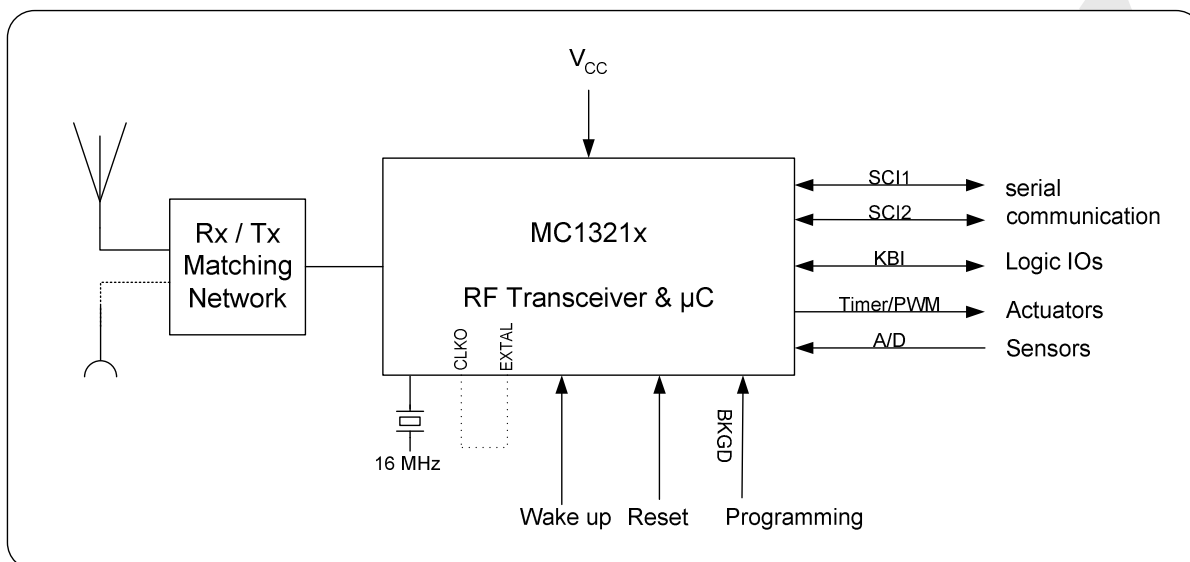 VCC
Rx / Tx
Matching
Network
MC1321x
RF Transceiver & µC
CLKO
EXTAL
16 MHz
SCI1
serial
SCI2
communication
KBI
Logic IOs
Timer/PWM
Actuators
A/D
Sensors
BKGD
Wake up
Reset
Programming